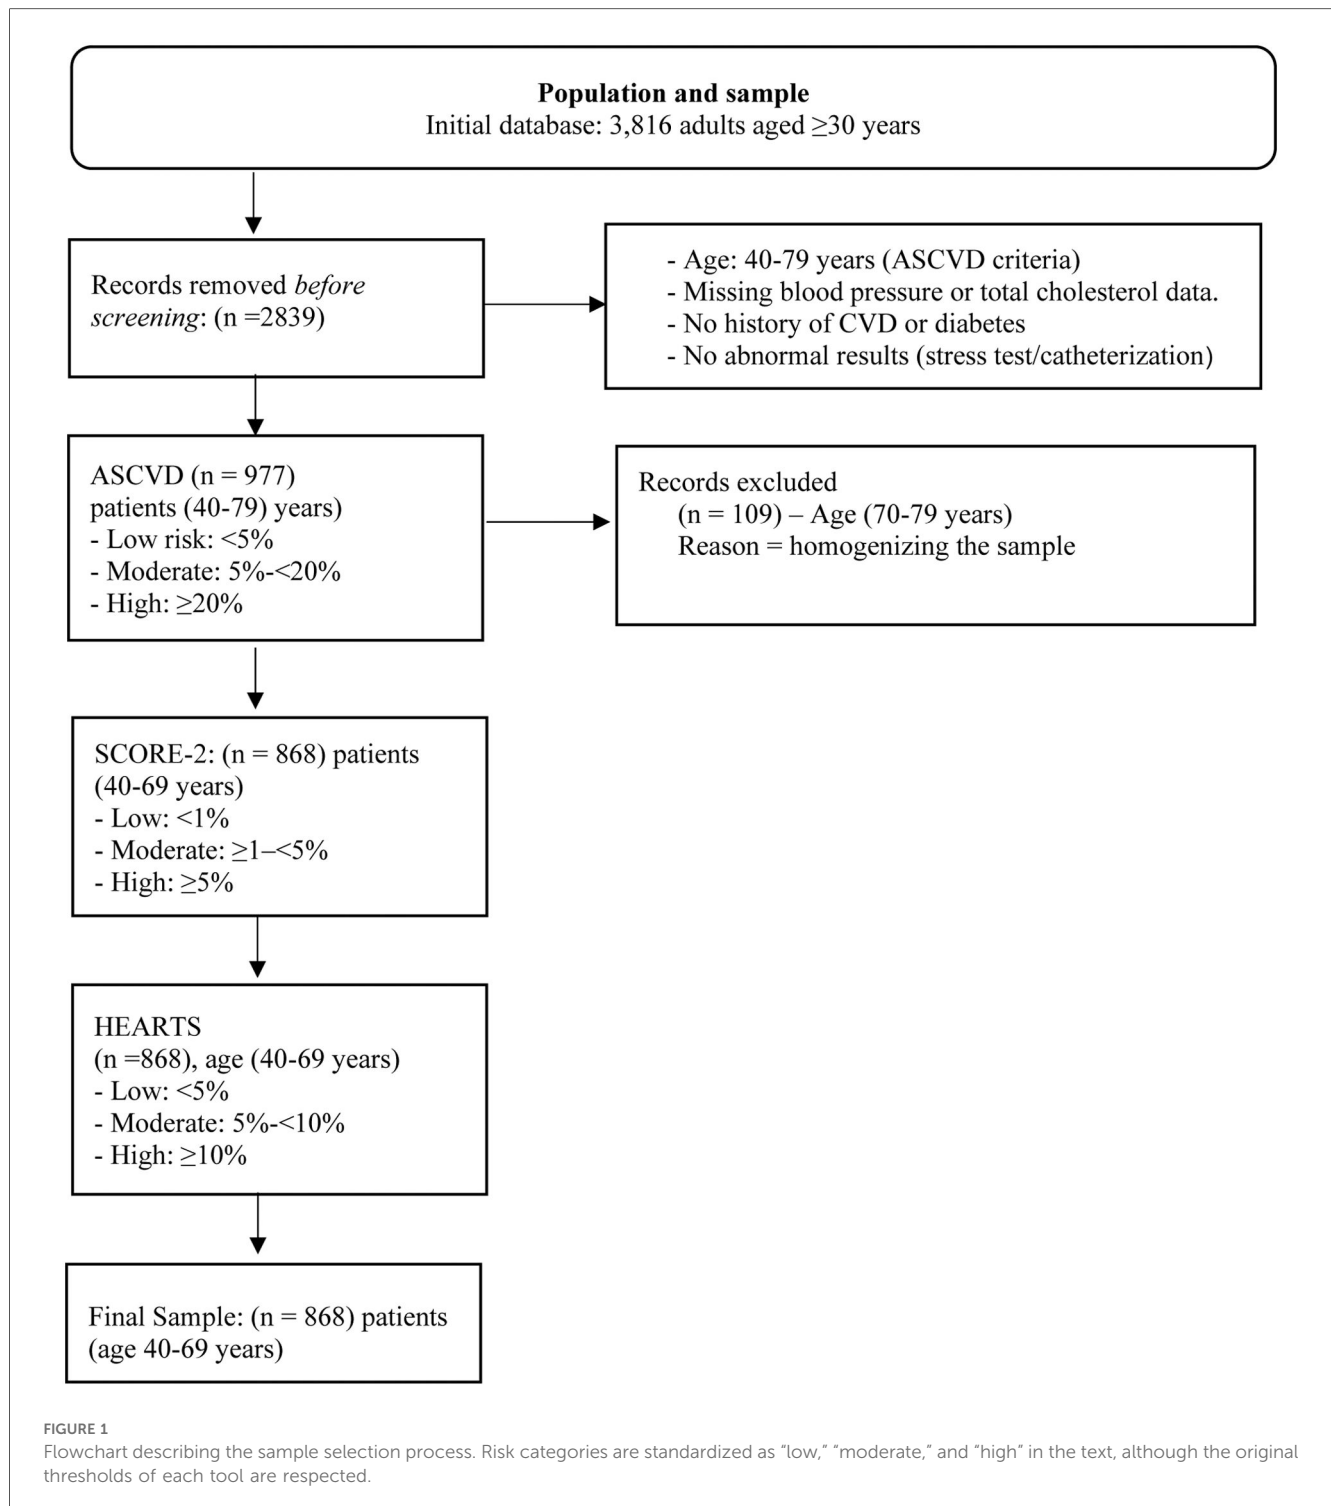 Population and sample
Initial database: 3,816 adults aged ≥30 years
Records removed before
screening: (n =2839)
- Age: 40-79 years (ASCVD criteria)
- Missing blood pressure or total cholesterol data.
- No history of CVD or diabetes
- No abnormal results (stress test/catheterization)
ASCVD (n = 977)
patients (40-79) years)
- Low risk: <5%
- Moderate: 5%-<20%
- High: ≥20%
Records excluded
(n = 109) – Age (70-79 years)
Reason = homogenizing the sample
SCORE-2: (n = 868) patients
(40-69 years)
- Low: <1%
- Moderate: ≥1–<5%
- High: ≥5%
HEARTS
(n =868), age (40-69 years)
- Low: <5%
- Moderate: 5%-<10%
- High: ≥10%
Final Sample: (n = 868) patients
(age 40-69 years)
FIGURE 1
Flowchart describing the sample selection process. Risk categories are standardized as “low,” “moderate,” and “high” in the text, although the original
thresholds of each tool are respected.